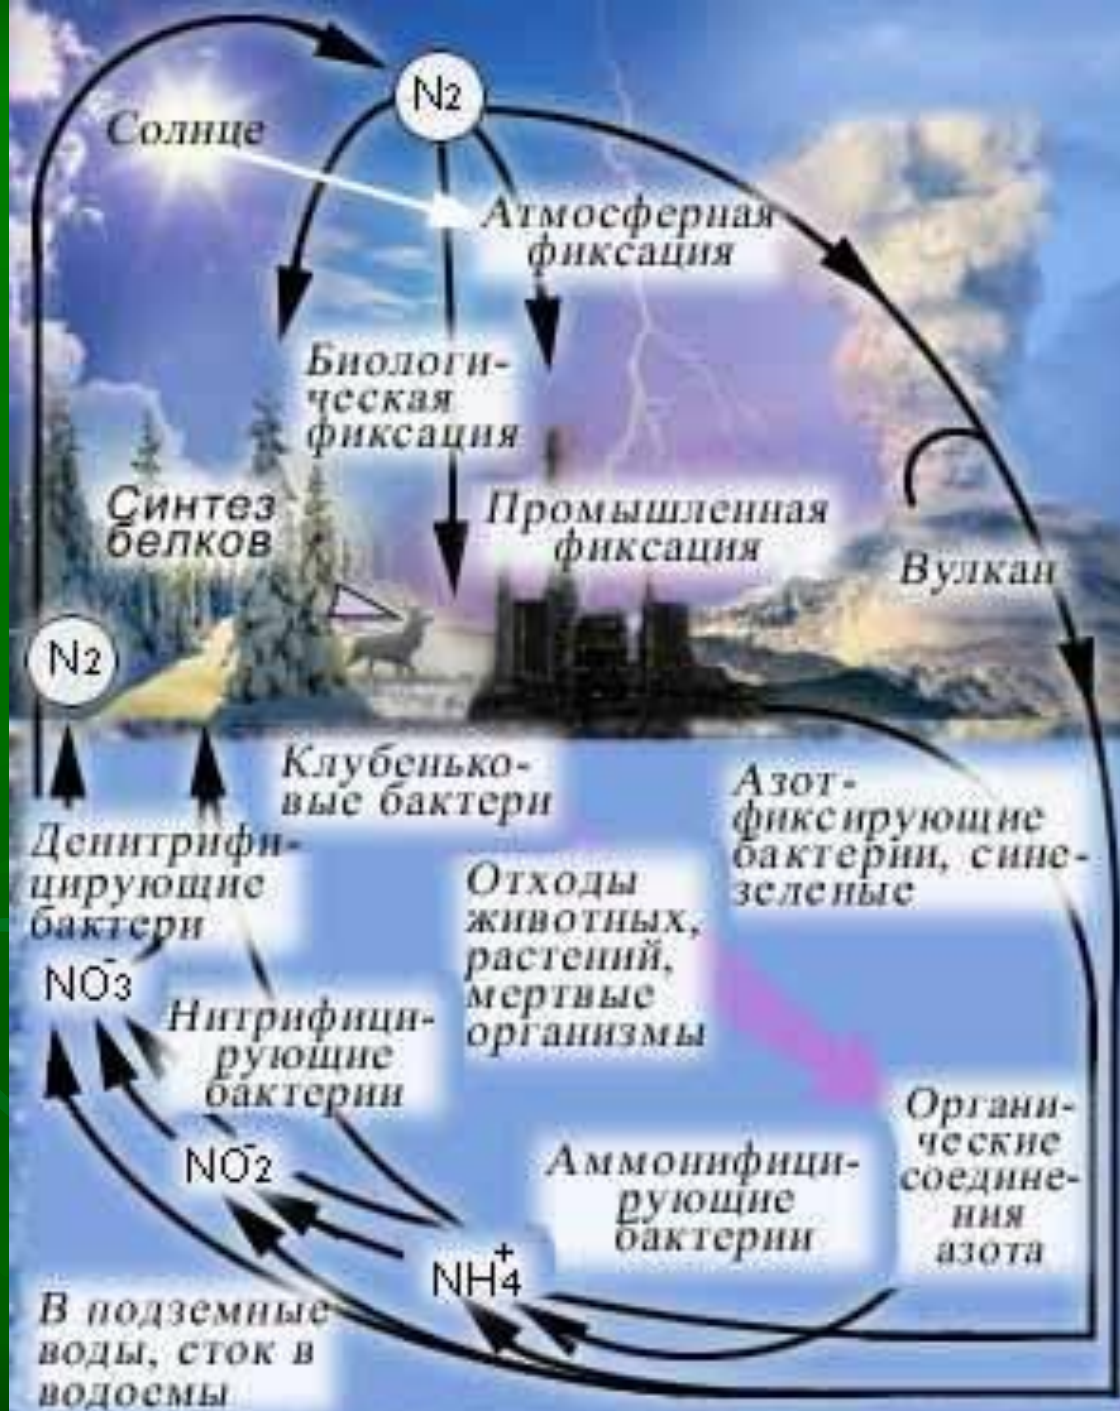 N2
Солнце
Атмосферная
фиксация
Биологи-
ческая
фиксация
Синтез
белков
Промышленная
фиксация
Вулкан
N2
Клубенько-
вые бактери
Азот-
фиксирующие
бактерии, сине-
зеленые
Денитрифи-
цирующие
бактери
Отходы
животных,
растений,
мертвые
организмы
NO3-
Нитрифици-
рующие
бактерии
Органи-
ческие
соедине-
ния
азота
NO2-
Аммонифици-
рующие
бактерии
NH4+
В подземные
воды, сток в
водоемы